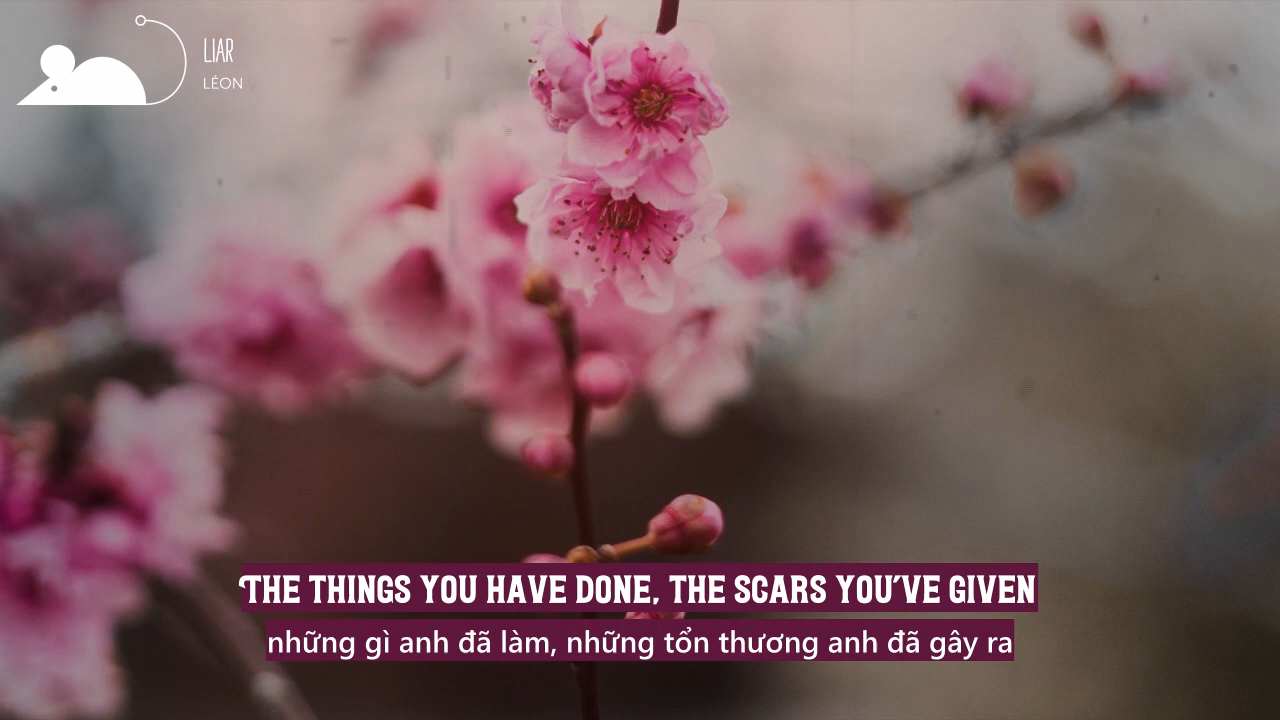 LIAR
LÉON
THE THINGS YOU HAVE DONE, THE SCARS YOU'VE GIVEN
những gì anh đã làm, những tổn thương anh đã gây ra